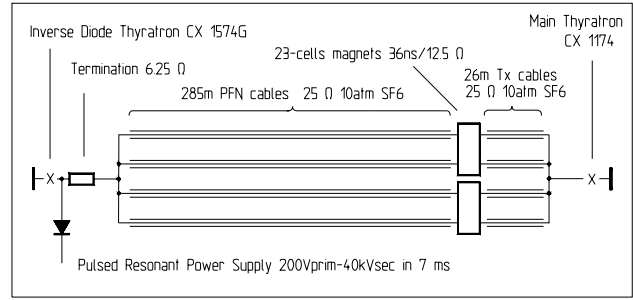 Inverse Diode Thyratron CX 1574G
Main Thyratron
CX 1174
23-cells magnets 36ns/12.5 Ω
Termination 6.25 Ω
26m Tx cables
25 Ω 10atm SF6
285m PFN cables 25 Ω 10atm SF6
X
X
Pulsed Resonant Power Supply 200Vprim-40kVsec in 7 ms